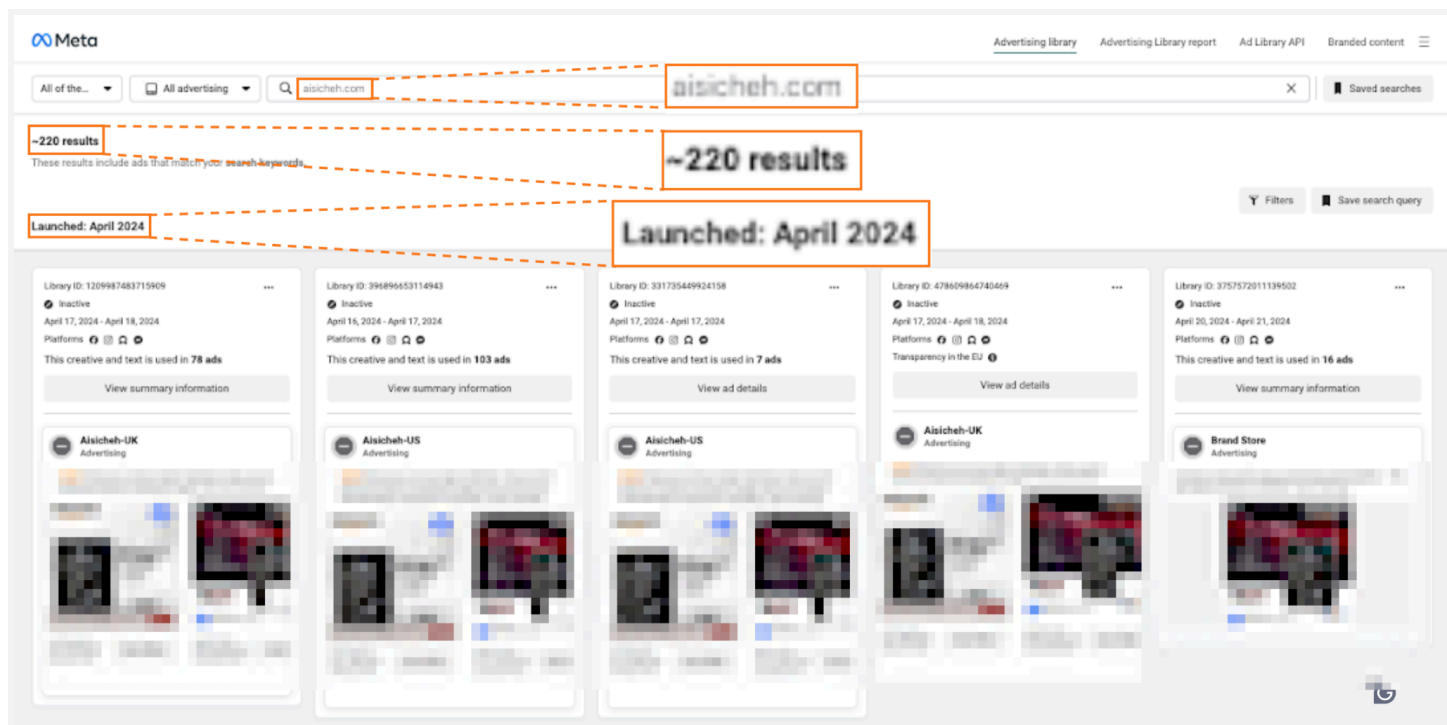 Meta
Advertising library Advertising Library report Ad Library API Branded content
All of the... All advertising aisicheh.com aisicheh.com Saved searches
~220 results ~220 results
These results include ads that match your search keywords.
Filters Save search query
Launched: April 2024 Launched: April 2024
Library ID: 1209987483715909
Inactive
April 17, 2024 - April 18, 2024
Platforms
This creative and text is used in 78 ads
View summary information
Aisicheh-UK
Advertising
Library ID: 396896653114943
Inactive
April 16, 2024 - April 17, 2024
Platforms
This creative and text is used in 103 ads
View summary information
Aisicheh-US
Advertising
Library ID: 331735449924158
Inactive
April 17, 2024 - April 17, 2024
Platforms
This creative and text is used in 7 ads
View ad details
Aisicheh-US
Advertising
Library ID: 478609864740469
Inactive
April 17, 2024 - April 18, 2024
Platforms
Transparency in the EU
View ad details
Aisicheh-UK
Advertising
Library ID: 3757572011139502
Inactive
April 20, 2024 - April 21, 2024
Platforms
This creative and text is used in 16 ads
View summary information
Brand Store
Advertising